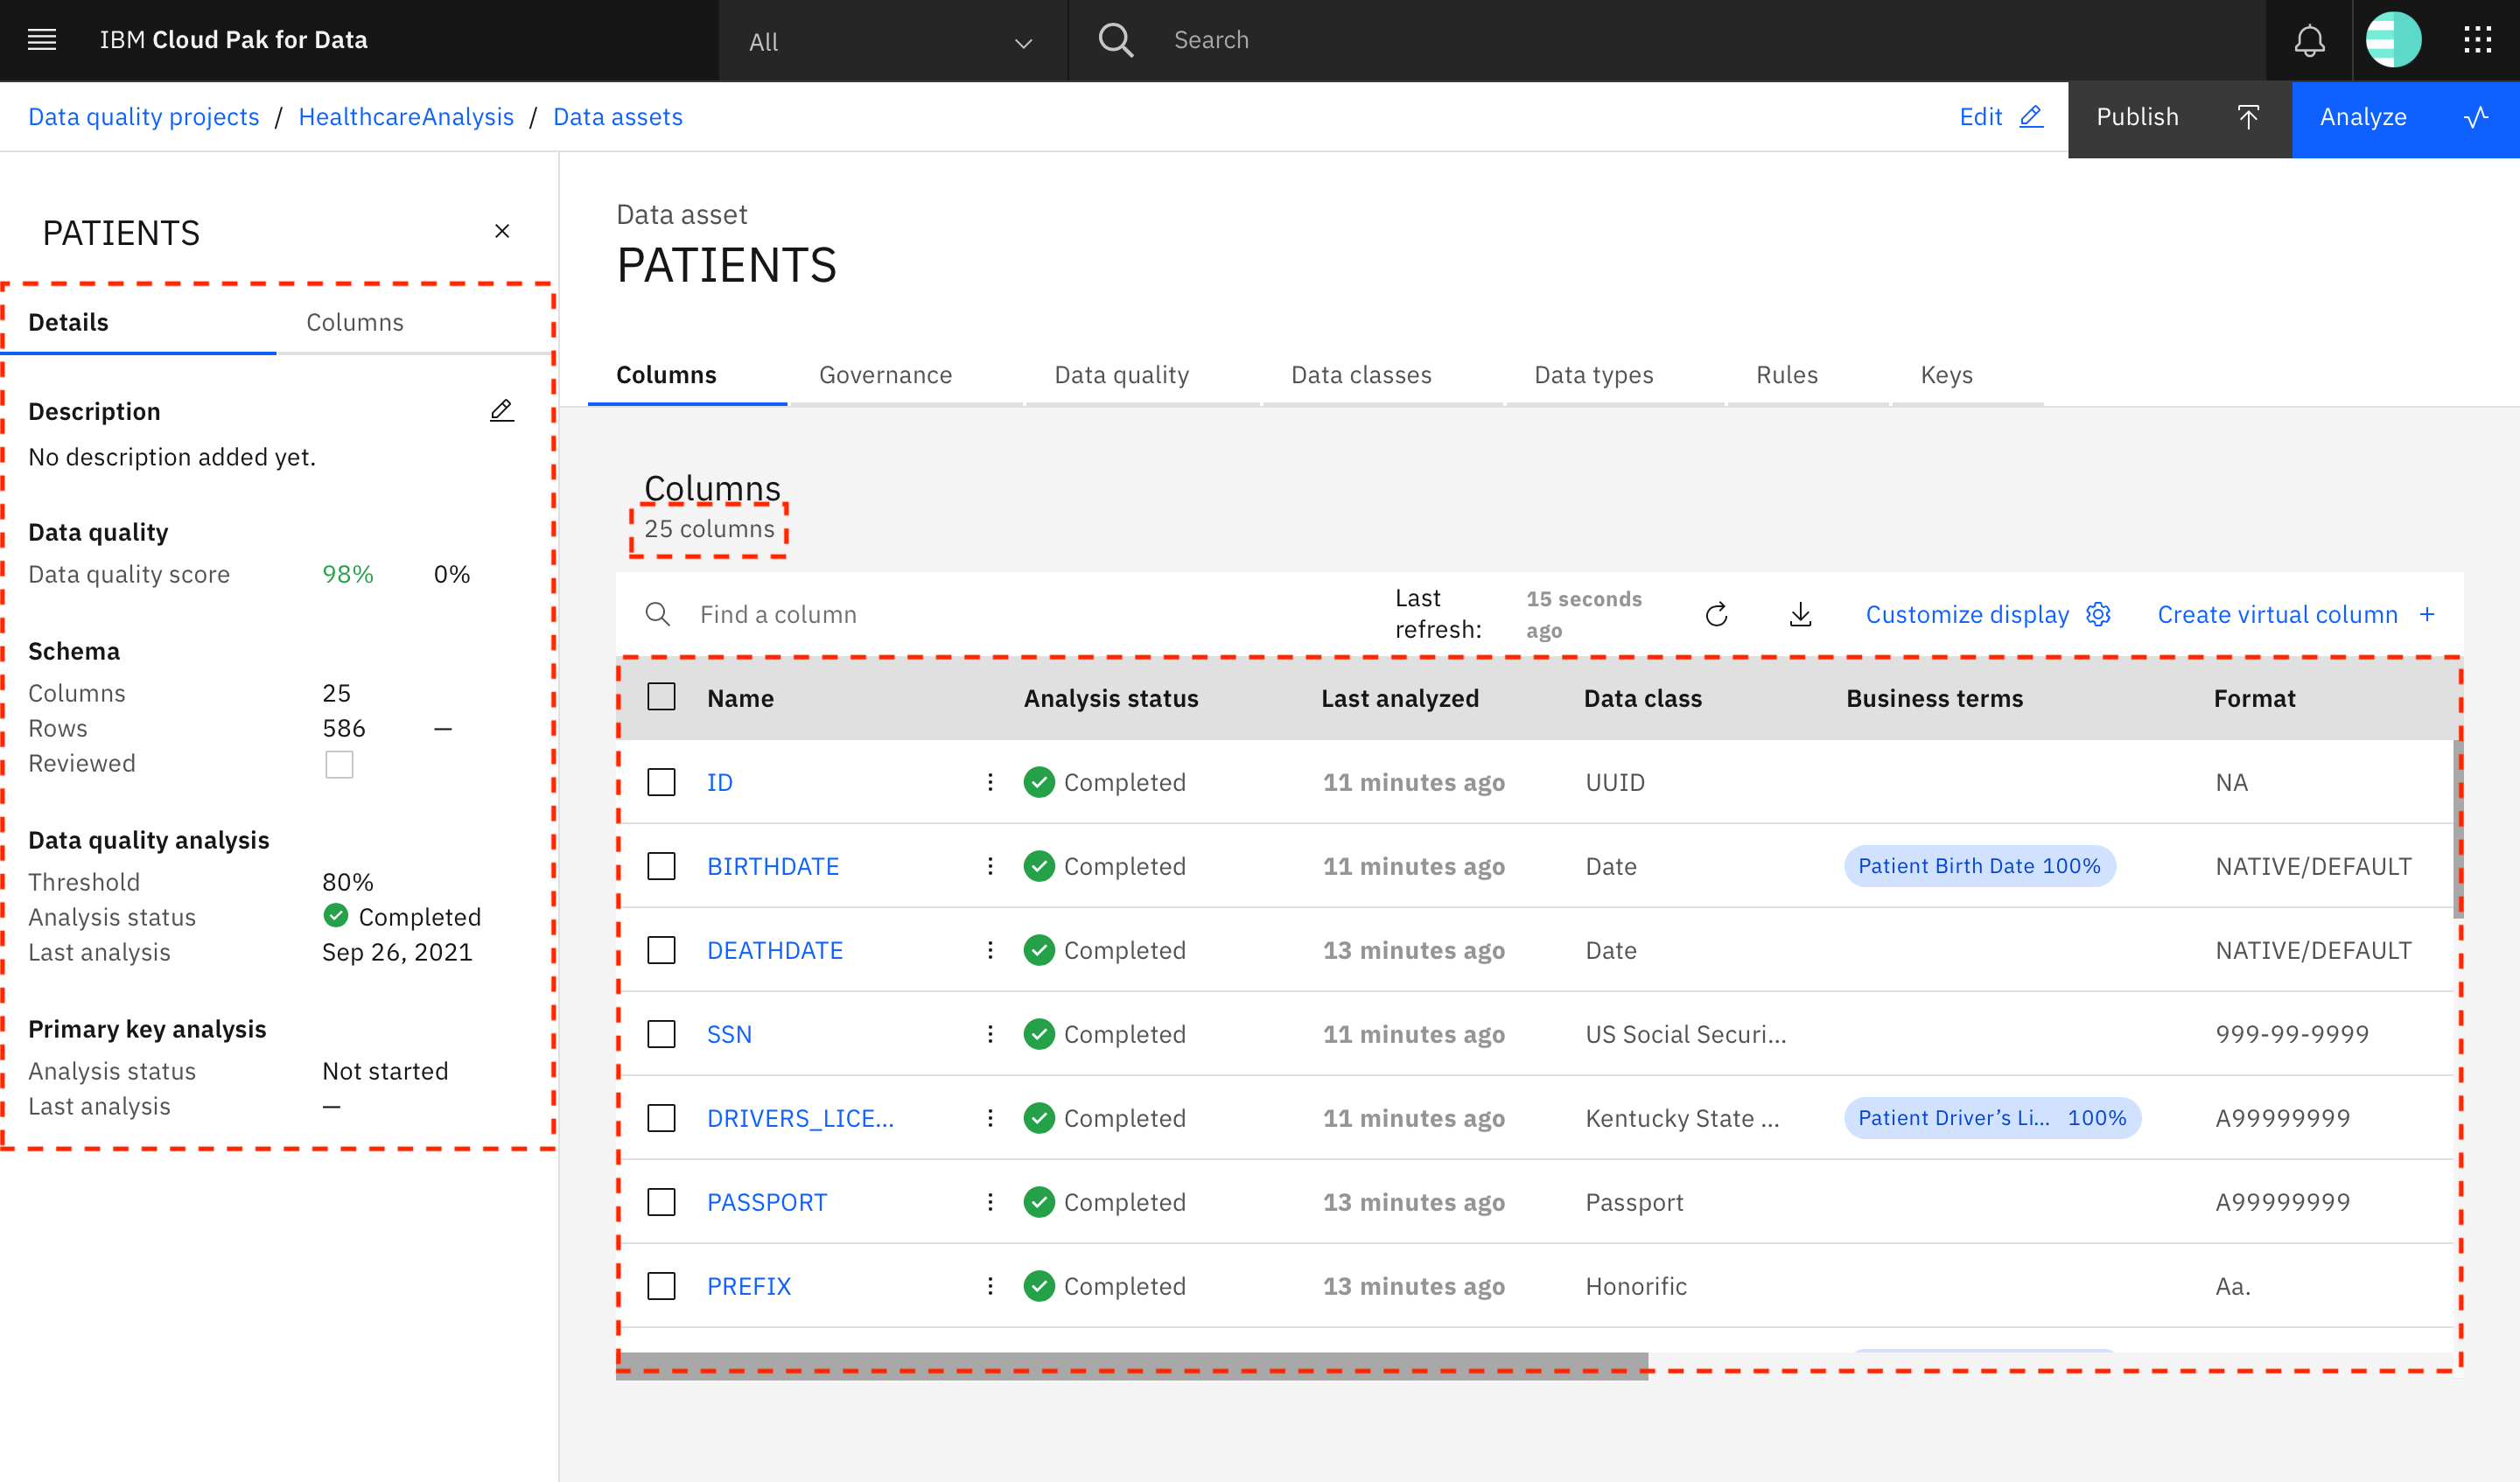 IBM Cloud Pak for Data
All
Search
Data quality projects / HealthcareAnalysis / Data assets
Edit
Publish
Analyze
PATIENTS
Details
Columns
Description
No description added yet.
Data quality
Data quality score 98% 0%
Schema
Columns 25
Rows 586 —
Reviewed
Data quality analysis
Threshold 80%
Analysis status Completed
Last analysis Sep 26, 2021
Primary key analysis
Analysis status Not started
Last analysis —
Data asset
PATIENTS
Columns Governance Data quality Data classes Data types Rules Keys
Columns
25 columns
Find a column
Last refresh: 15 seconds ago
Customize display
Create virtual column +
Name Analysis status Last analyzed Data class Business terms Format
ID Completed 11 minutes ago UUID NA
BIRTHDATE Completed 11 minutes ago Date Patient Birth Date 100% NATIVE/DEFAULT
DEATHDATE Completed 13 minutes ago Date NATIVE/DEFAULT
SSN Completed 11 minutes ago US Social Securi... 999-99-9999
DRIVERS_LICE... Completed 11 minutes ago Kentucky State ... Patient Driver’s Li... 100% A99999999
PASSPORT Completed 13 minutes ago Passport A99999999
PREFIX Completed 13 minutes ago Honorific Aa.